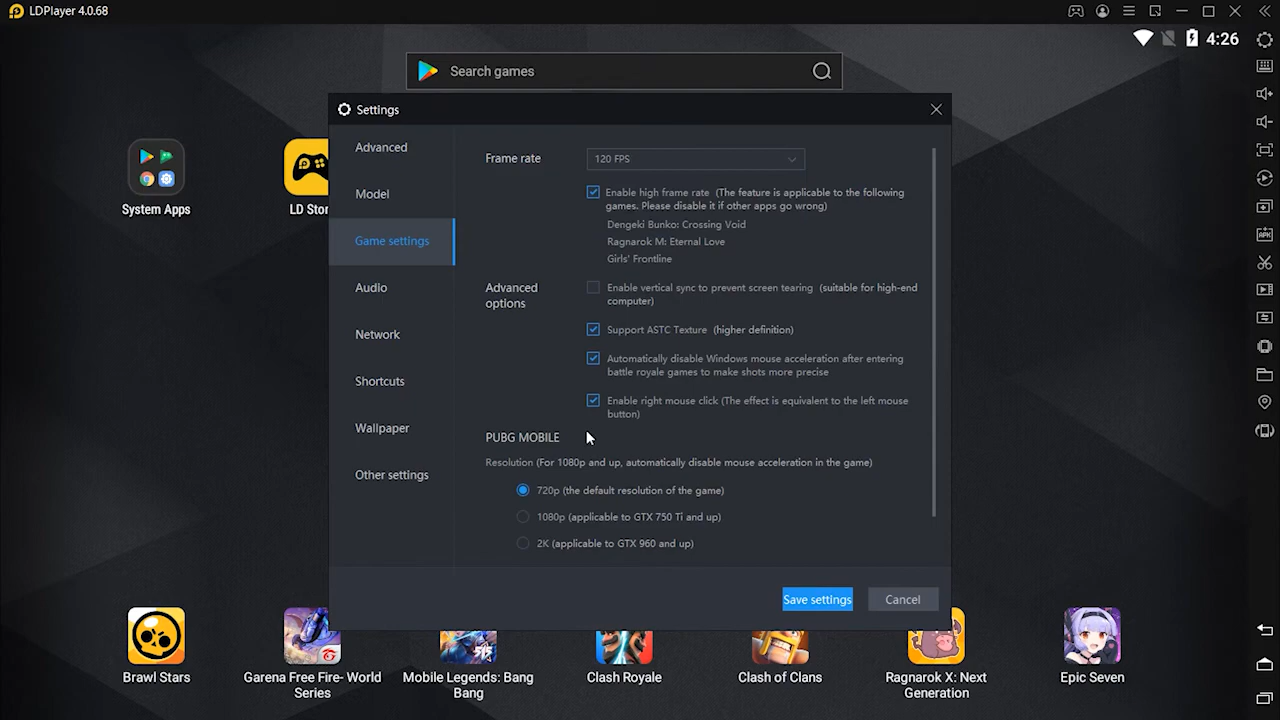 LDPlayer 4.0.68
4:26
Search games
Settings
Advanced
Model
Game settings
Audio
Network
Shortcuts
Wallpaper
Other settings
Frame rate
120 FPS
Enable high frame rate (The feature is applicable to the following
games. Please disable it if other apps go wrong)
Dengeki Bunko: Crossing Void
Ragnarok M: Eternal Love
Girls' Frontline
Advanced
options
Enable vertical sync to prevent screen tearing (suitable for high-end
computer)
Support ASTC Texture (higher definition)
Automatically disable Windows mouse acceleration after entering
battle royale games to make shots more precise
Enable right mouse click (The effect is equivalent to the left mouse
button)
PUBG MOBILE
Resolution (For 1080p and up, automatically disable mouse acceleration in the game)
720p (the default resolution of the game)
1080p (applicable to GTX 750 Ti and up)
2K (applicable to GTX 960 and up)
Save settings
Cancel
System Apps
LD Stor
APK
Brawl Stars
Garena Free Fire- World
Series
Mobile Legends: Bang
Bang
Clash Royale
Clash of Clans
Ragnarok X: Next
Generation
Epic Seven